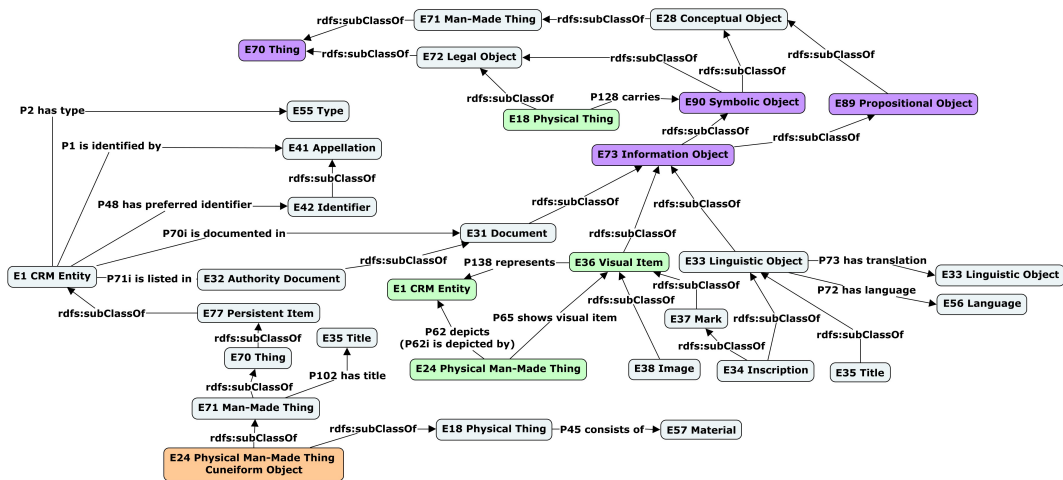 rdfs:subClassOf
E71 Man-Made Thing
rdfs:subClassOf
E28 Conceptual Object
E70 Thing
rdfs:subClassOf
E72 Legal Object
rdfs:subClassOf
rdfs:subClassOf
rdfs:subClassOf
rdfs:subClassOf
P2 has type
E55 Type
P128 carries
E90 Symbolic Object
E89 Propositional Object
E18 Physical Thing
rdfs:subClassOf
rdfs:subClassOf
P1 is identified by
E41 Appellation
E73 Information Object
rdfs:subClassOf
P48 has preferred identifier
E42 Identifier
rdfs:subClassOf
rdfs:subClassOf
rdfs:subClassOf
P70i is documented in
E31 Document
rdfs:subClassOf
P138 represents
E36 Visual Item
E33 Linguistic Object
P73 has translation
E33 Linguistic Object
E1 CRM Entity
P71i is listed in
E32 Authority Document
E1 CRM Entity
rdfs:subClassOf
P72 has language
E56 Language
rdfs:subClassOf
E77 Persistent Item
P65 shows visual item
E37 Mark
rdfs:subClassOf
rdfs:subClassOf
rdfs:subClassOf
E35 Title
P62 depicts
(P62i is depicted by)
rdfs:subClassOf
rdfs:subClassOf
rdfs:subClassOf
E70 Thing
E24 Physical Man-Made Thing
E38 Image
E34 Inscription
E35 Title
rdfs:subClassOf
P102 has title
E71 Man-Made Thing
rdfs:subClassOf
rdfs:subClassOf
E18 Physical Thing
P45 consists of
E57 Material
E24 Physical Man-Made Thing
Cuneiform Object